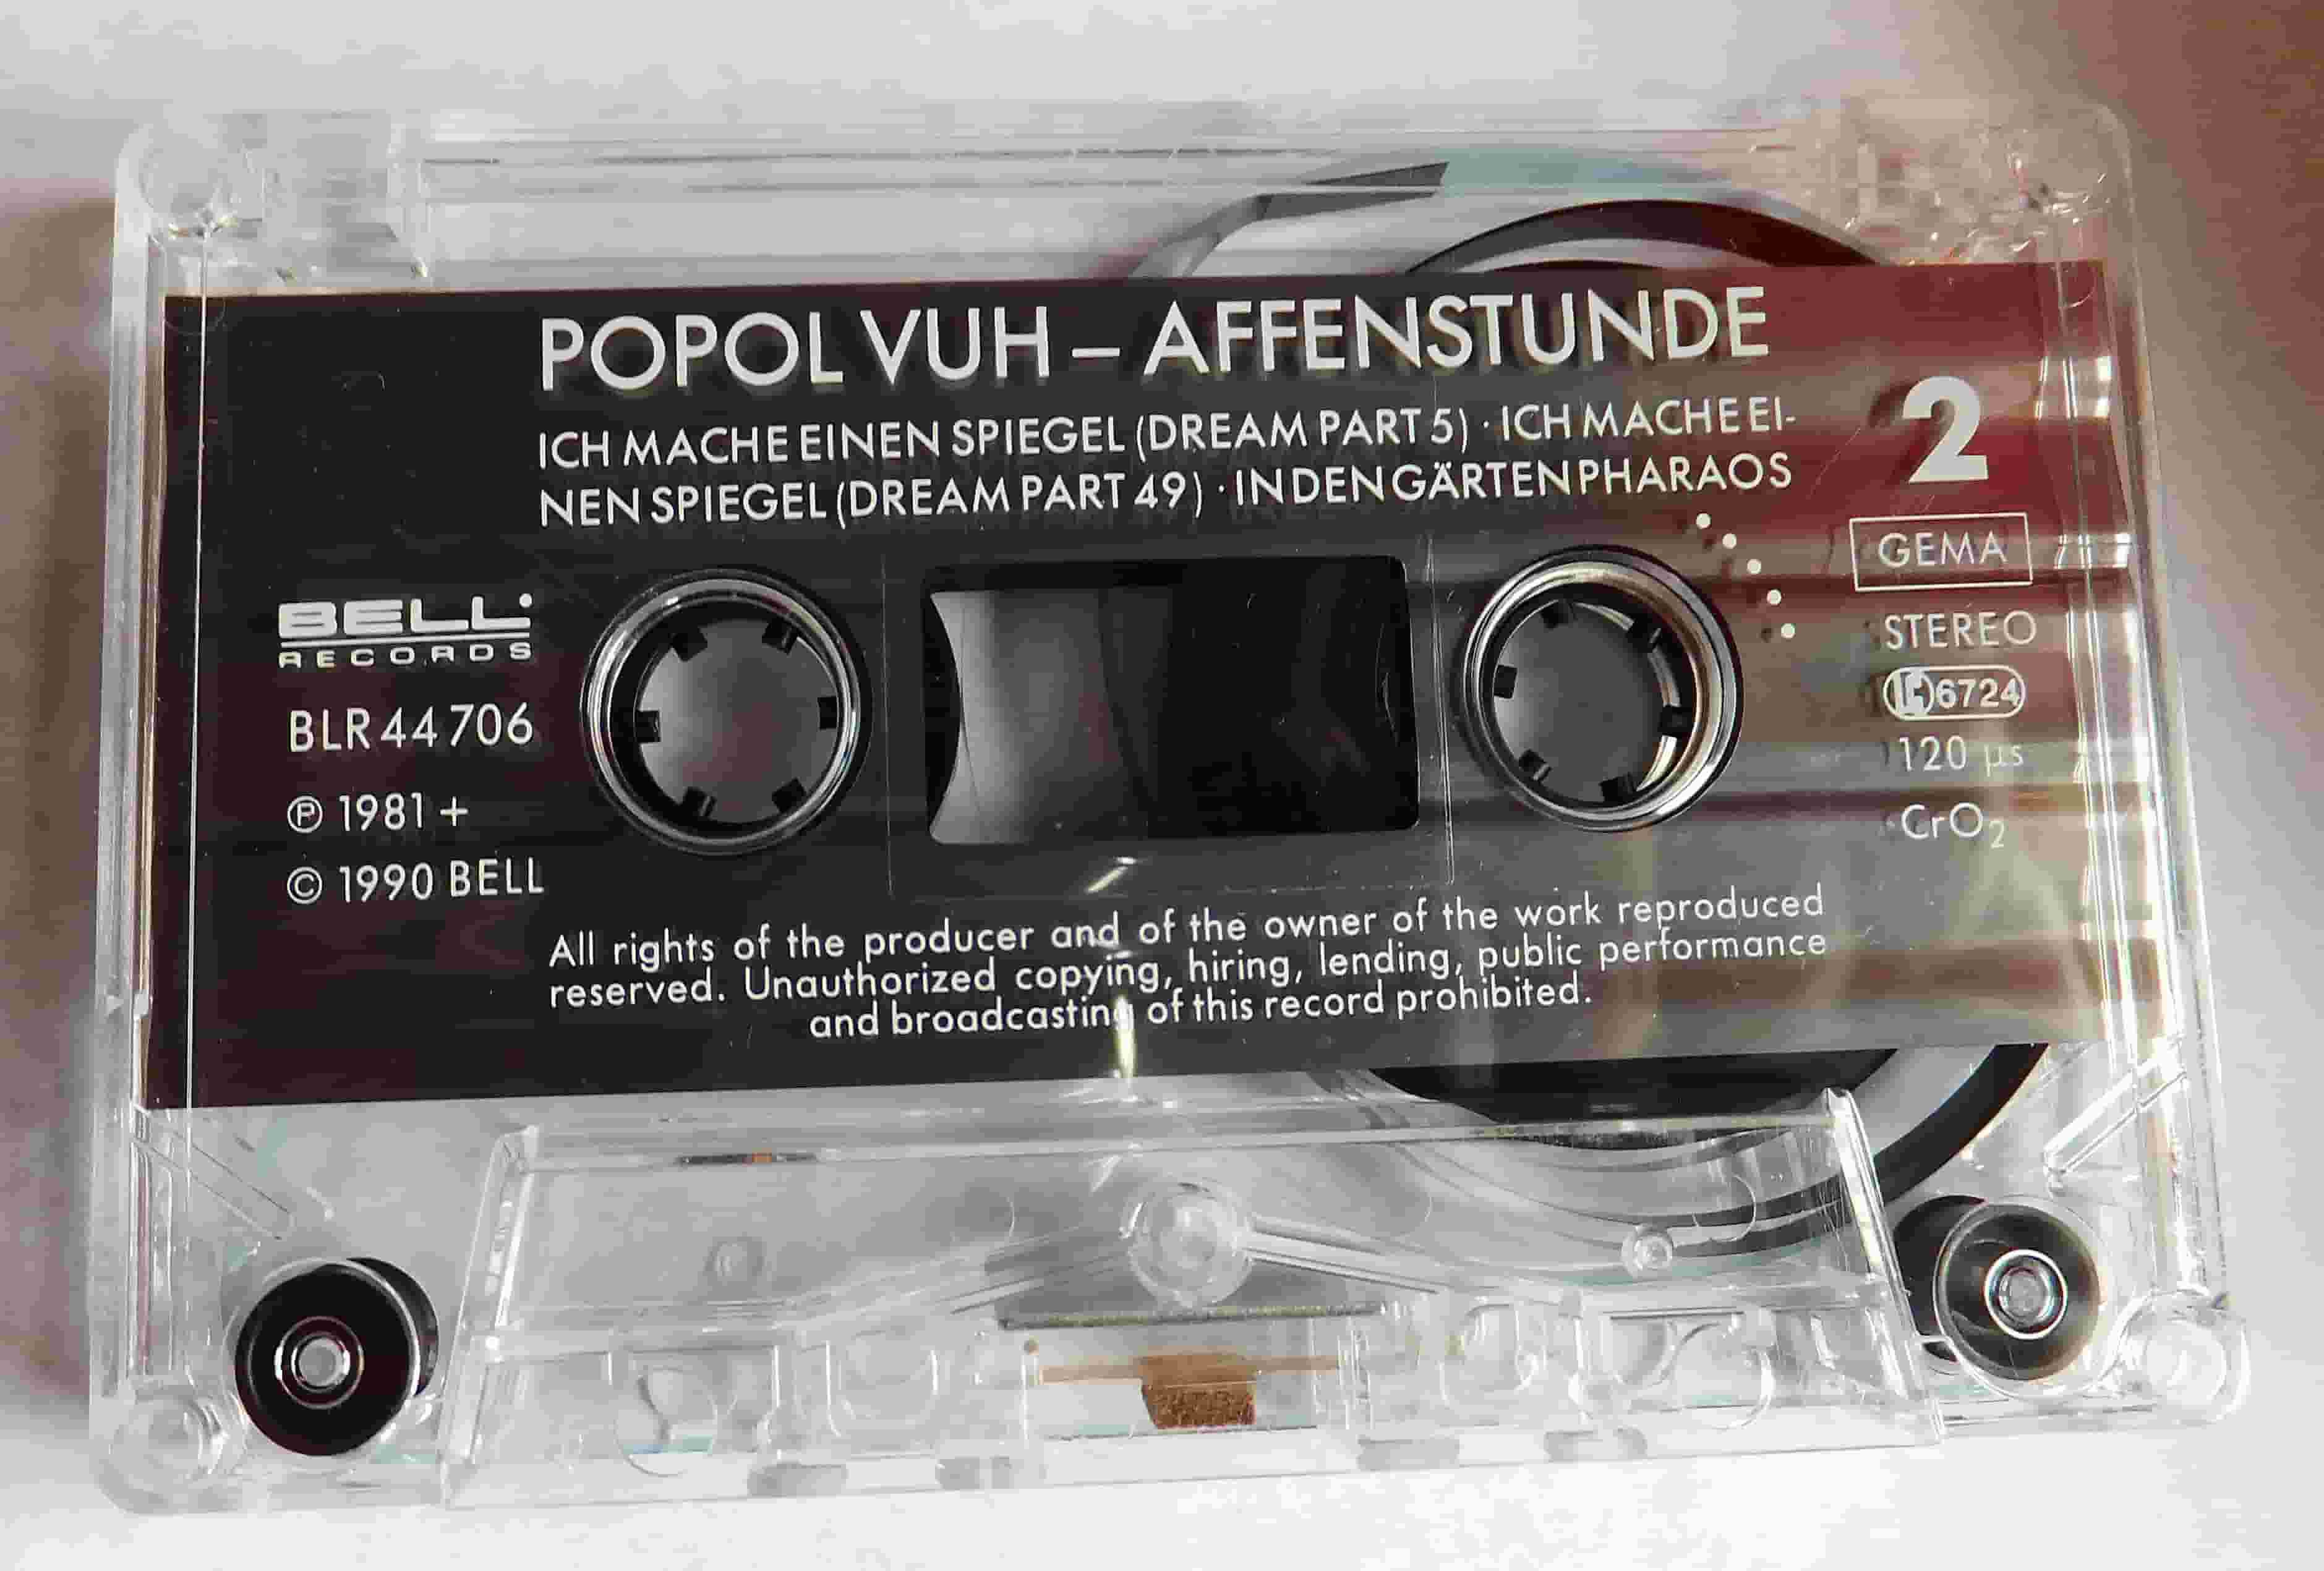 POPOL VUH – AFFENSTUNDE
ICH MACHE EINEN SPIEGEL (DREAM PART 5) · ICH MACHE EI-
NEN SPIEGEL (DREAM PART 49) · IN DEN GÄRTEN PHARAOS
2
GEMA
STEREO
LC 6724
120 µs
CrO₂
BELL
RECORDS
BLR 44 706
℗ 1981 +
© 1990 BELL
All rights of the producer and of the owner of the work reproduced
reserved. Unauthorized copying, hiring, lending, public performance
and broadcasting of this record prohibited.